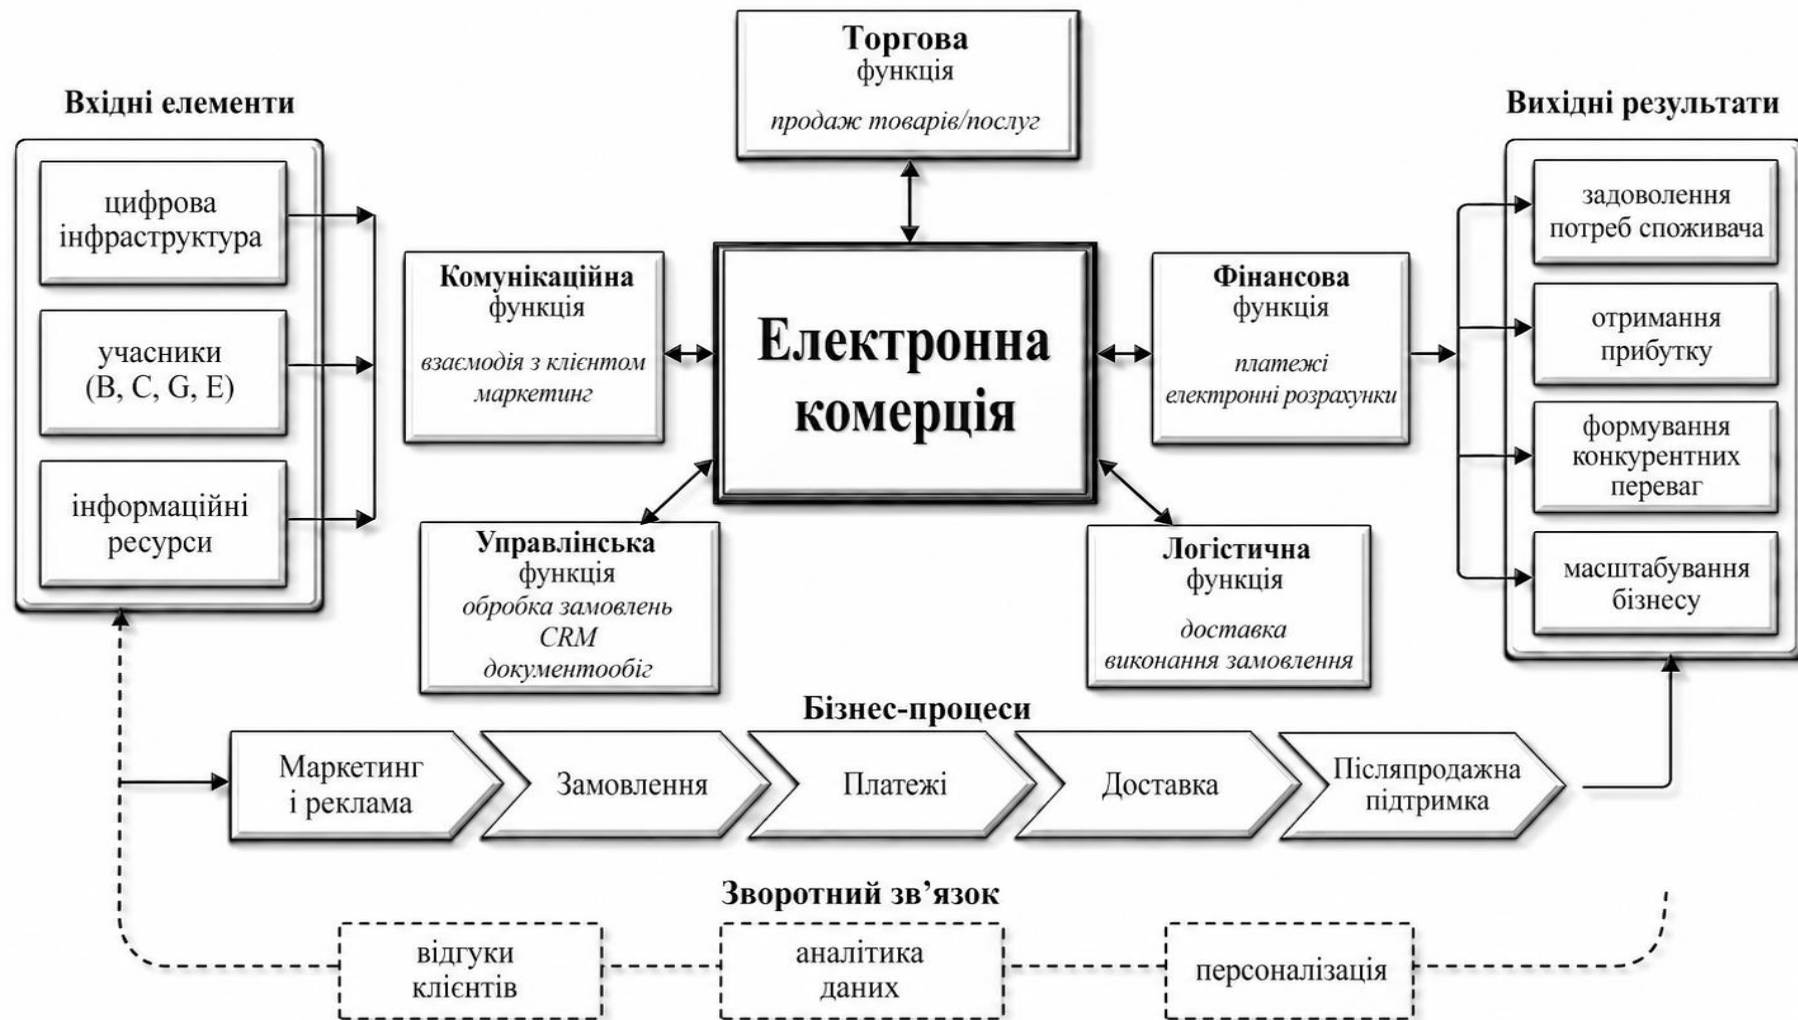 Торгова
функція
продаж товарів/послуг
Вхідні елементи
цифрова
інфраструктура
учасники
(B, C, G, E)
інформаційні
ресурси
Комунікаційна
функція
взаємодія з клієнтом
маркетинг
Електронна
комерція
Фінансова
функція
платежі
електронні розрахунки
Управлінська
функція
обробка замовлень
CRM
документообіг
Логістична
функція
доставка
виконання замовлення
Вихідні результати
задоволення
потреб споживача
отримання
прибутку
формування
конкурентних
переваг
масштабування
бізнесу
Бізнес-процеси
Маркетинг
і реклама
Замовлення
Платежі
Доставка
Післяпродажна
підтримка
Зворотний зв’язок
відгуки
клієнтів
аналітика
даних
персоналізація